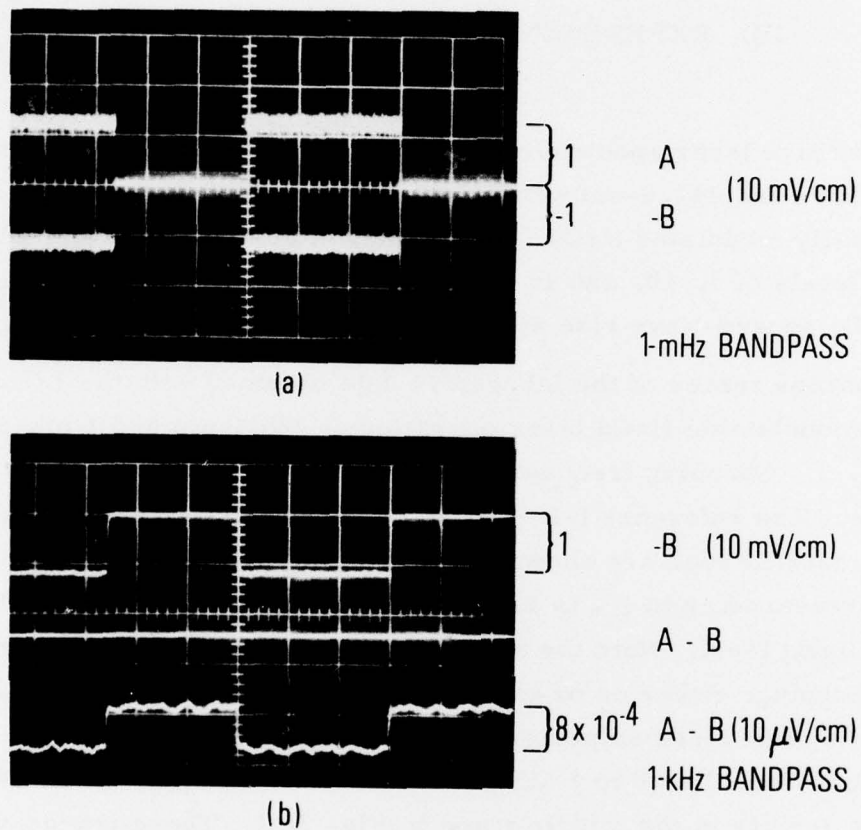 1 A
(10 mV/cm)
-1 -B
1-mHz BANDPASS
(a)
1 -B (10 mV/cm)
A - B
8 x 10-4 A - B (10 μV/cm)
1-kHz BANDPASS
(b)